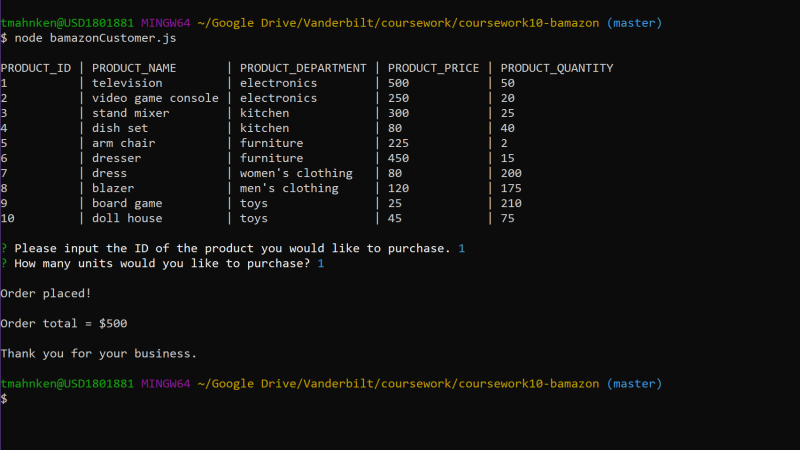 tmahnken@USD1801881 MINGW64 ~/Google Drive/Vanderbilt/coursework/coursework10-bamazon (master)
$ node bamazonCustomer.js
PRODUCT_ID | PRODUCT_NAME | PRODUCT_DEPARTMENT | PRODUCT_PRICE | PRODUCT_QUANTITY
1 | television | electronics | 500 | 50
2 | video game console | electronics | 250 | 20
3 | stand mixer | kitchen | 300 | 25
4 | dish set | kitchen | 80 | 40
5 | arm chair | furniture | 225 | 2
6 | dresser | furniture | 450 | 15
7 | dress | women's clothing | 80 | 200
8 | blazer | men's clothing | 120 | 175
9 | board game | toys | 25 | 210
10 | doll house | toys | 45 | 75
? Please input the ID of the product you would like to purchase. 1
? How many units would you like to purchase? 1
Order placed!
Order total = $500
Thank you for your business.
tmahnken@USD1801881 MINGW64 ~/Google Drive/Vanderbilt/coursework/coursework10-bamazon (master)
$